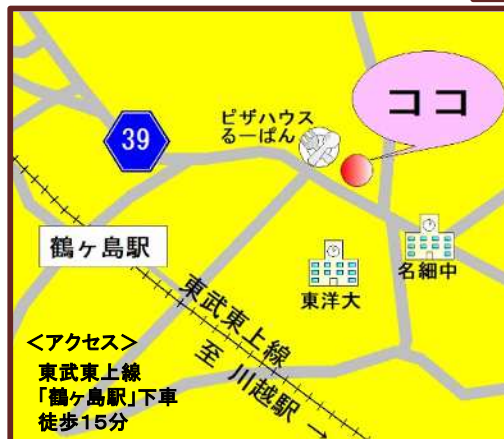 ココ
ピザハウス
るーぱん
39
鶴ヶ島駅
名細中
東洋大
東武東上線
至 川越駅 →
＜アクセス＞
東武東上線
「鶴ヶ島駅」下車
徒歩15分